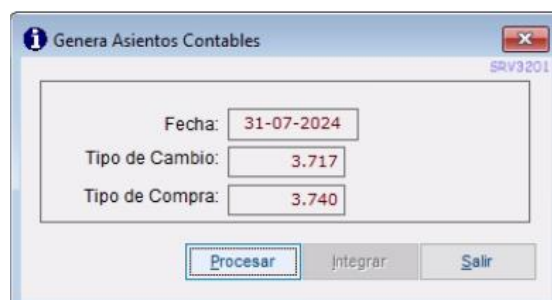 Genera Asientos Contables
SRV3201
Fecha: 31-07-2024
Tipo de Cambio: 3.717
Tipo de Compra: 3.740
Procesar Integrar Salir